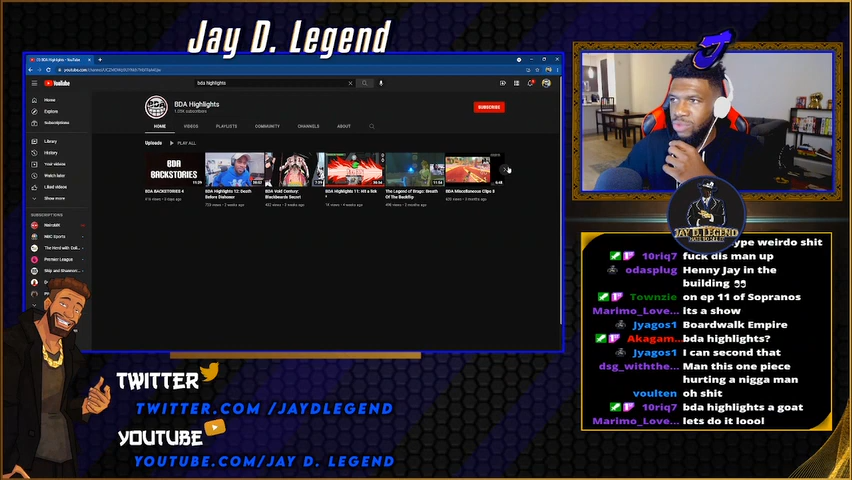 Jay D. Legend
YouTube
bda highlights
Home
Explore
Subscriptions
Library
History
Your videos
Watch later
Liked videos
Show more
SUBSCRIPTIONS
NBC Sports
Premier League
BDA Highlights
SUBSCRIBE
HOME
VIDEOS
PLAYLISTS
COMMUNITY
CHANNELS
ABOUT
Uploads
PLAY ALL
BDA
BACKSTORIES
BDA BACKSTORIES 4
BDA Highlights 12: Death
Before Dishonor
BDA Void Century:
Blackbeards Secret
BDA Highlights 11: Hit a lick
The Legend of Brago: Breath
Of The Backflip
BDA Miscellaneous Clips
J
JAY D. LEGEND
type weirdo shit
10riq7 fuck dis man up
odasplug Henny Jay in the
building 👀
Townzie on ep 11 of Sopranos
Marimo_Love... its a show
Jyagos1 Boardwalk Empire
Akagam... bda highlights?
Jyagos1 I can second that
dsg_withthe... Man this one piece
hurting a nigga man
voulten oh shit
10riq7 bda highlights a goat
Marimo_Love... lets do it loool
TWITTER
TWITTER.COM /JAYDLEGEND
YOUTUBE
YOUTUBE.COM/JAY D. LEGEND